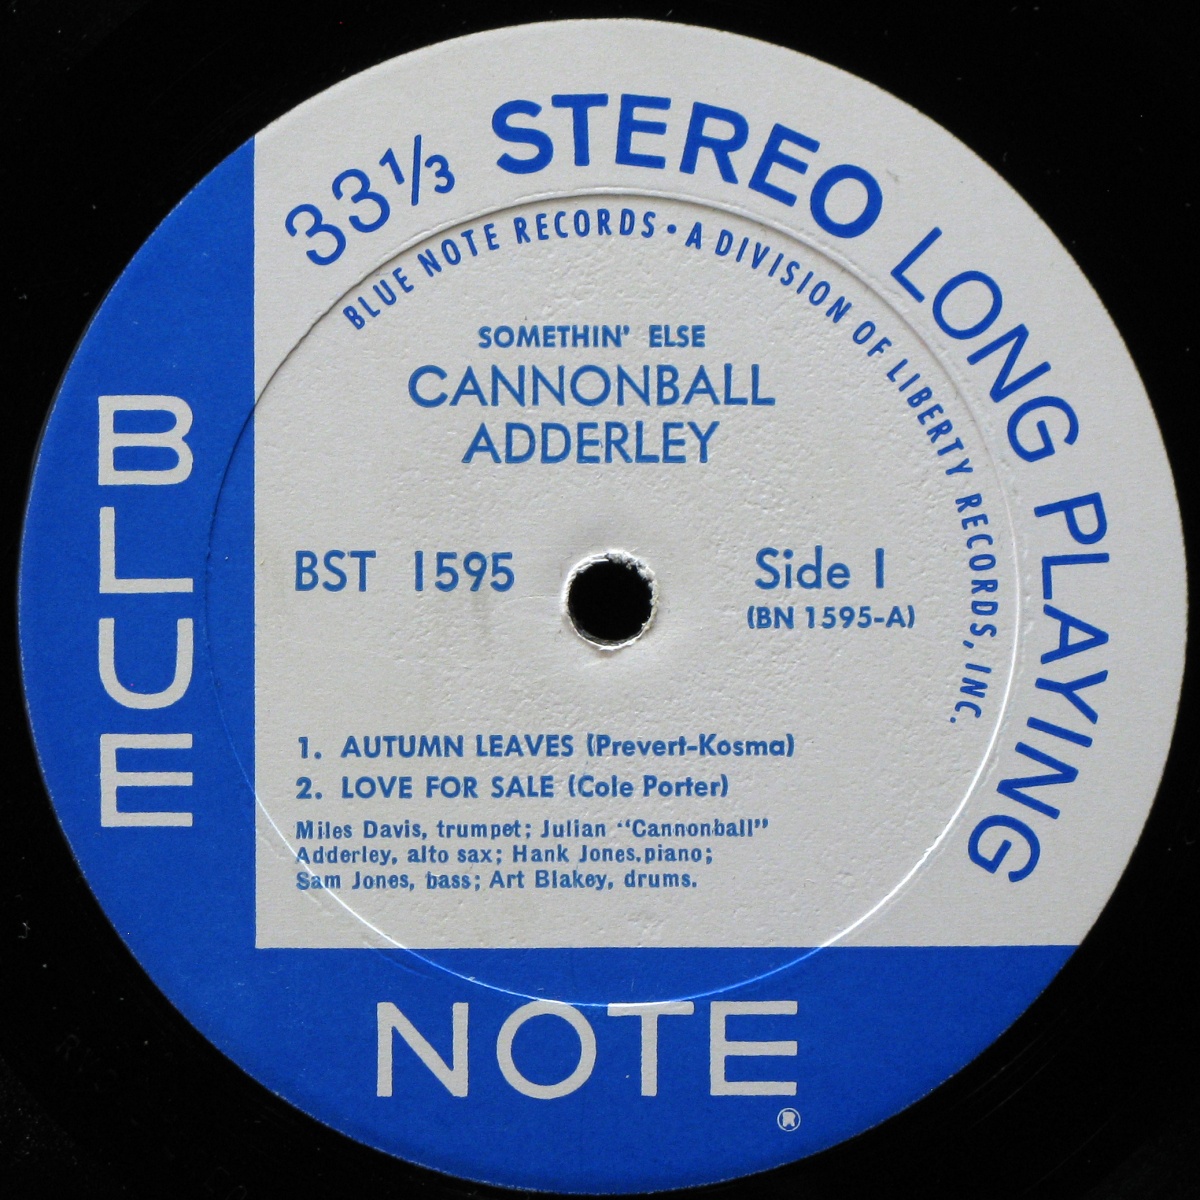 33⅓ STEREO LONG PLAYING
BLUE NOTE RECORDS • A DIVISION OF LIBERTY RECORDS, INC.
SOMETHIN' ELSE
CANNONBALL
ADDERLEY
BST 1595
Side 1
(BN 1595-A)
1. AUTUMN LEAVES (Prevert-Kosma)
2. LOVE FOR SALE (Cole Porter)
Miles Davis, trumpet; Julian "Cannonball"
Adderley, alto sax; Hank Jones, piano;
Sam Jones, bass; Art Blakey, drums.
BLUE
NOTE
®